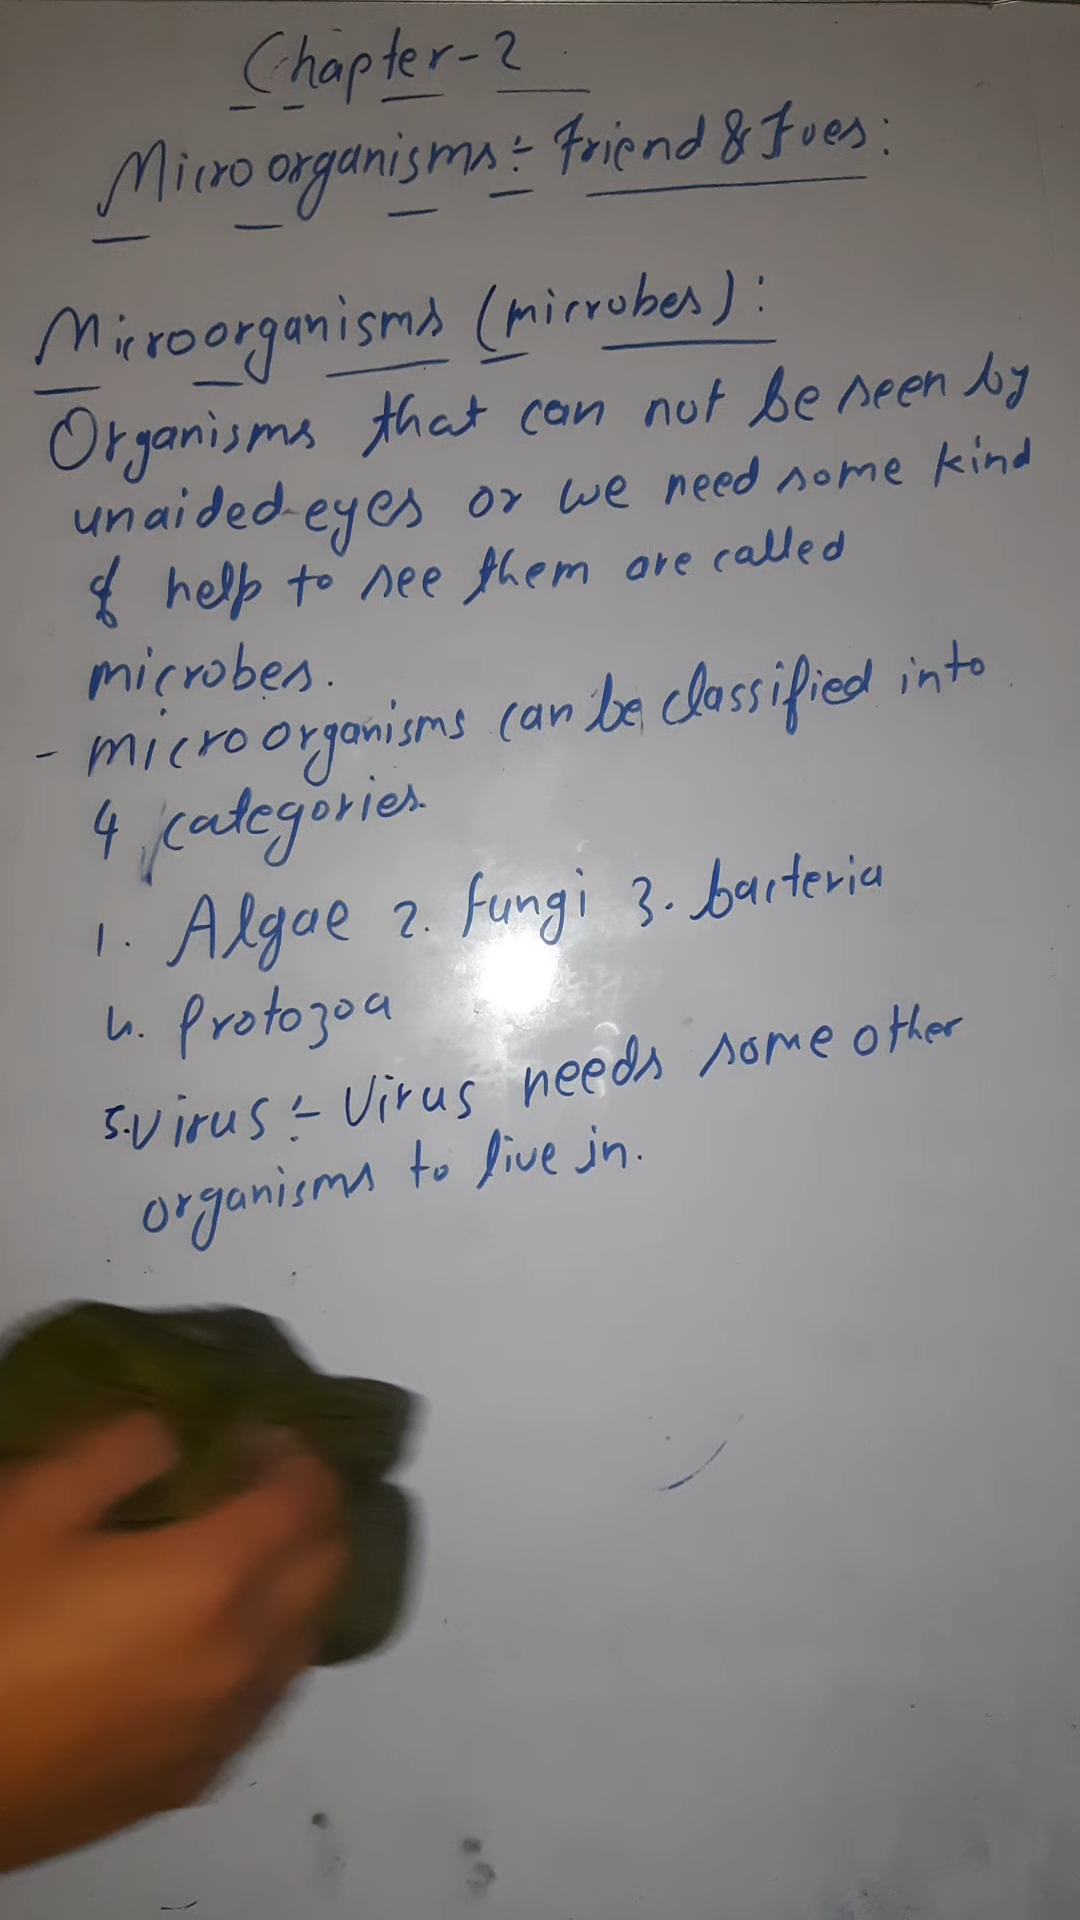 Chapter-2
Microorganisms:- Friend & Foes:
Microorganisms (microbes):
Organisms that can not be seen by
unaided eyes or we need some kind
of help to see them are called
microbes.
- microorganisms can be classified into
4 categories.
1. Algae 2. fungi 3. bacteria
4. Protozoa
5. Virus:- Virus needs some other
organisms to live in.